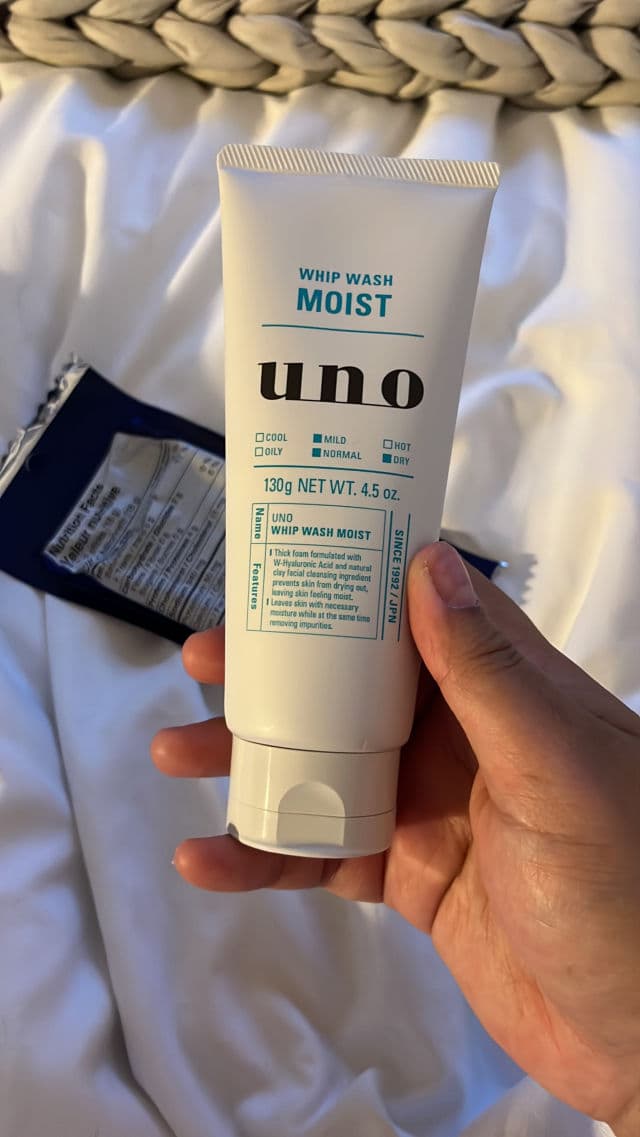 WHIP WASH
MOIST
uno
☐COOL ■MILD ☐HOT
☐OILY ■NORMAL ■DRY
130g NET WT. 4.5 oz.
Name
UNO
WHIP WASH MOIST
Features
Thick foam formulated with
W-Hyaluronic Acid and natural
clay facial cleansing ingredient
prevents skin from drying out,
leaving skin feeling moist.
Leaves skin with necessary
moisture while at the same time
removing impurities.
SINCE 1992 / JPN
Nutrition Facts
Valeur nutritive